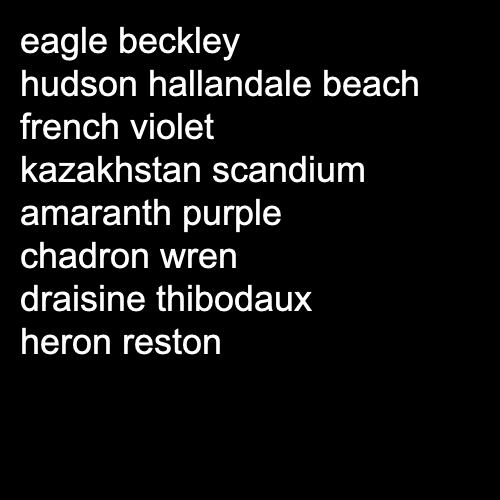 eagle beckley
hudson hallandale beach
french violet
kazakhstan scandium
amaranth purple
chadron wren
draisine thibodaux
heron reston